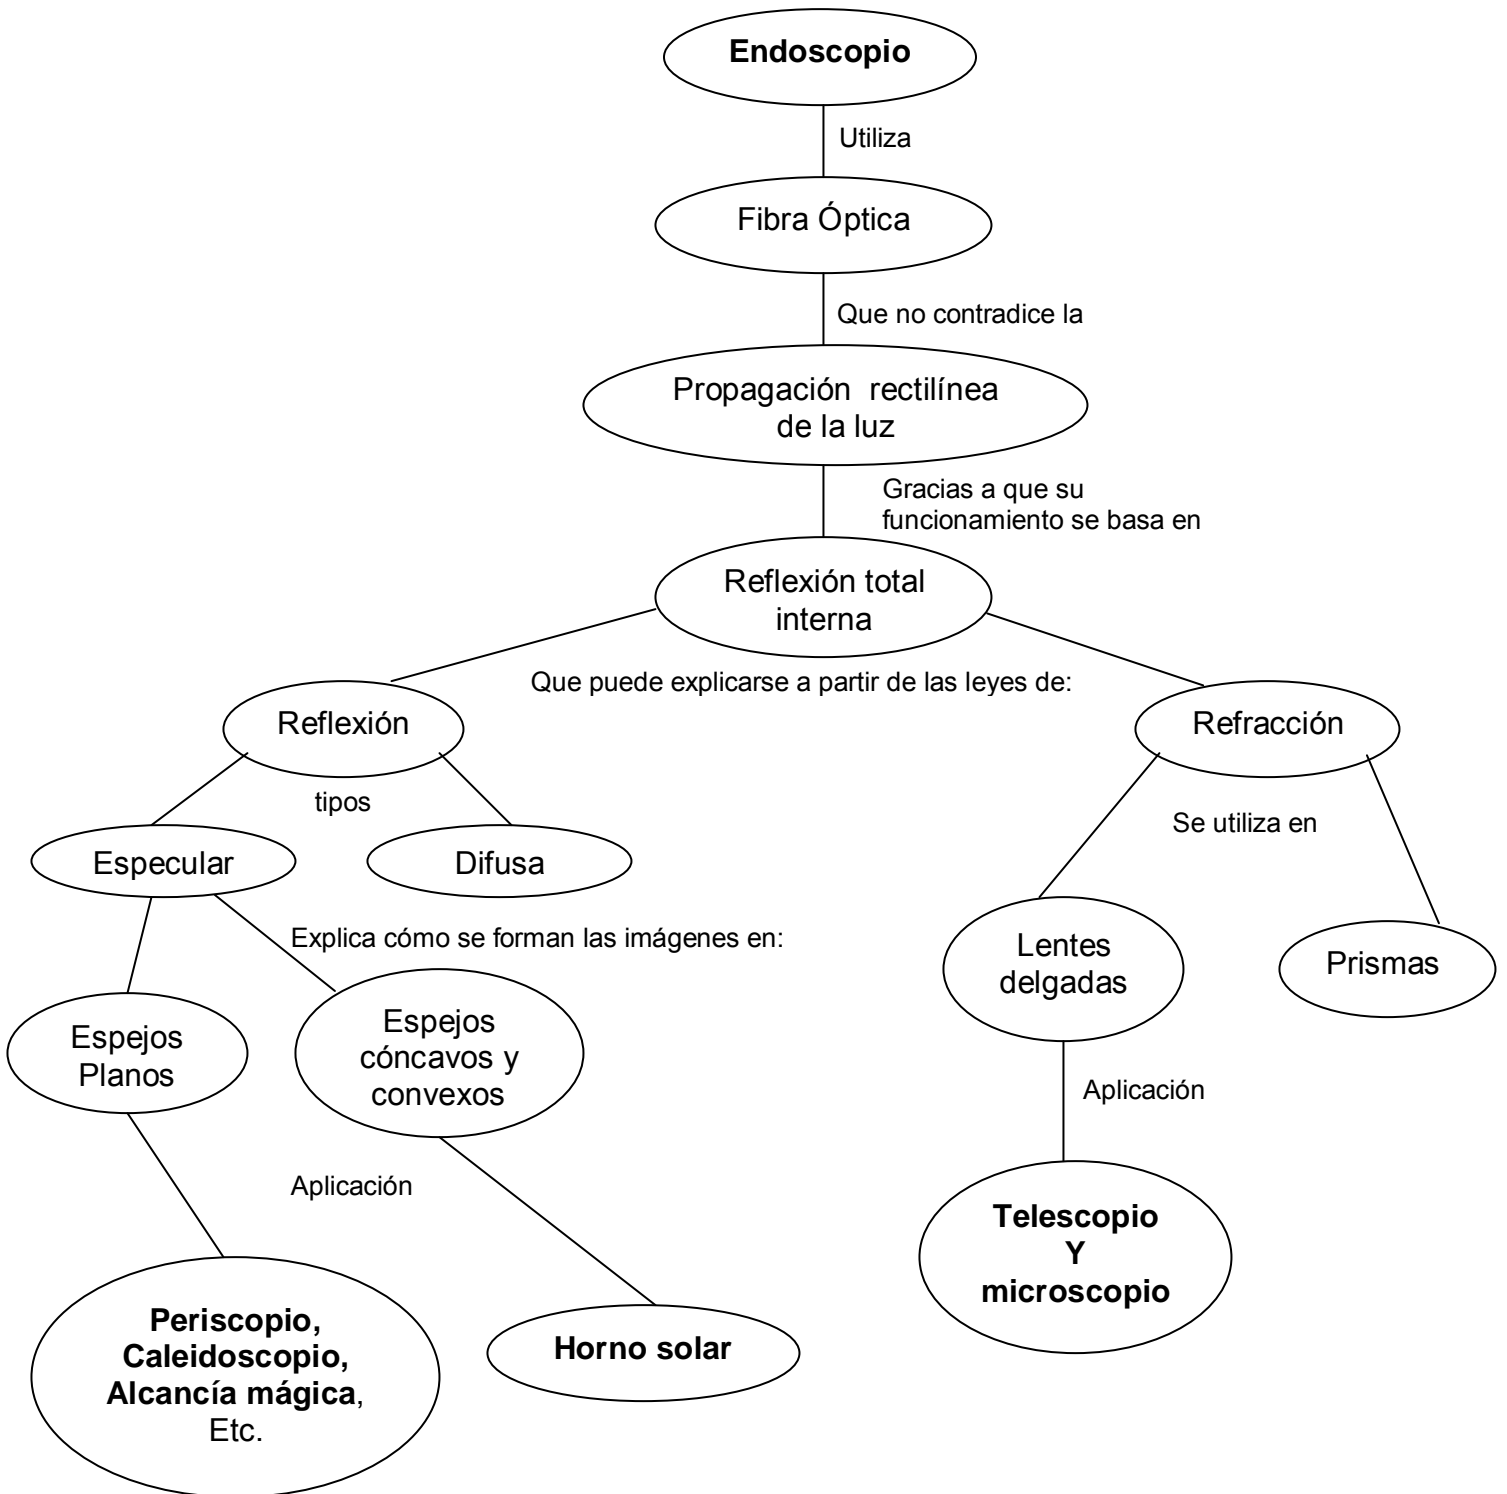 Endoscopio
Utiliza
Fibra Óptica
Que no contradice la
Propagación rectilínea
de la luz
Gracias a que su
funcionamiento se basa en
Reflexión total
interna
Que puede explicarse a partir de las leyes de:
Reflexión
Refracción
tipos
Se utiliza en
Especular
Difusa
Explica cómo se forman las imágenes en:
Lentes
delgadas
Prismas
Espejos
Planos
Espejos
cóncavos y
convexos
Aplicación
Aplicación
Telescopio
Y
microscopio
Periscopio,
Caleidoscopio,
Alcancía mágica,
Etc.
Horno solar